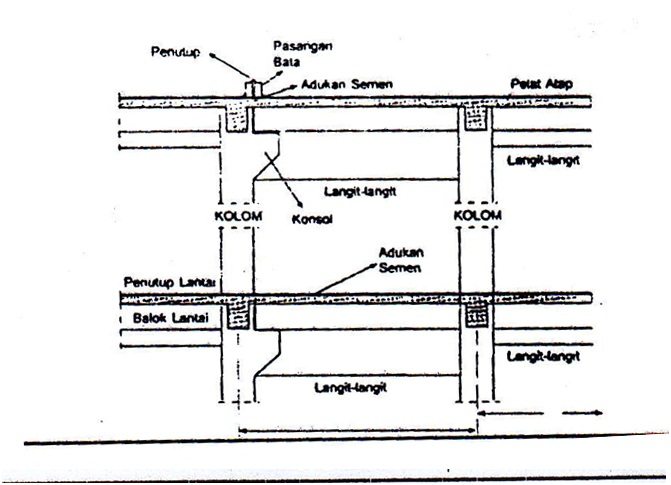 Penutup
Pasangan
Bata
Adukan Semen
Pelat Atap
Langit-langit
Langit-langit
KOLOM
Konsol
KOLOM
Adukan
Semen
Penutup Lantai
Balok Lantai
Langit-langit
Langit-langit